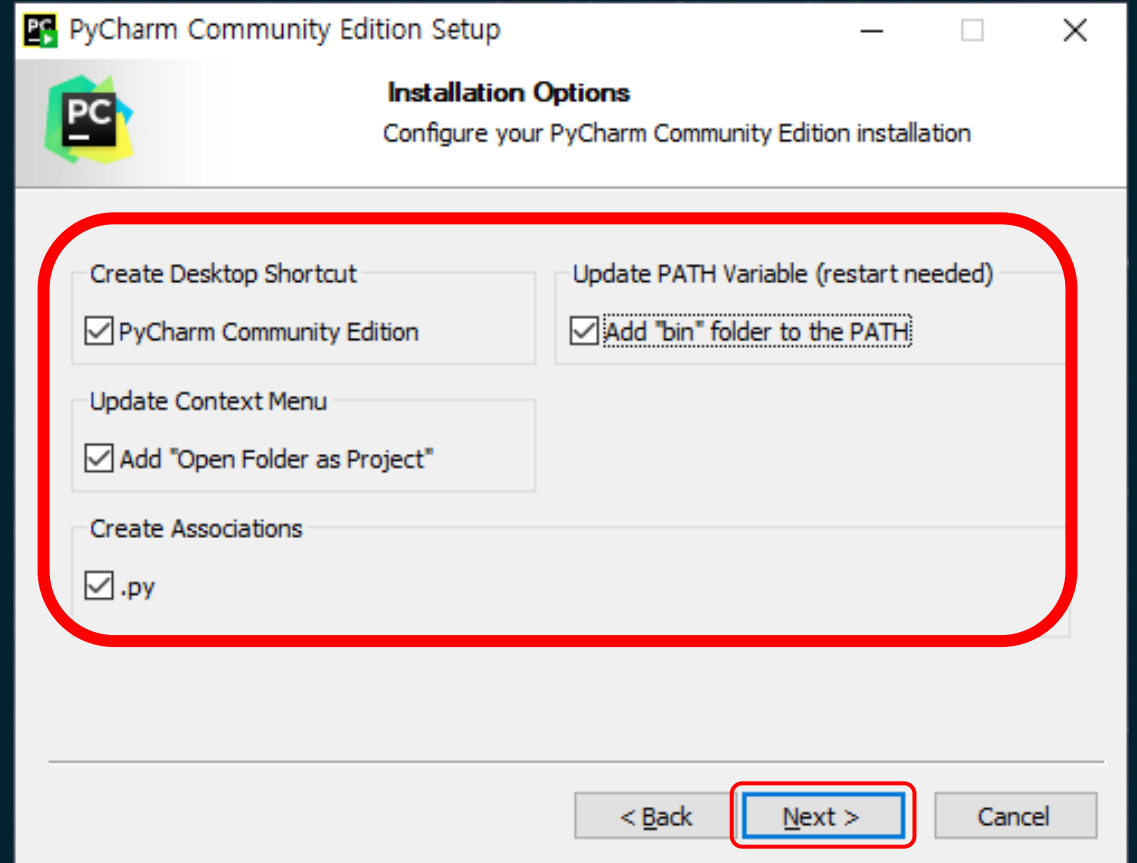 PyCharm Community Edition Setup
PC
Installation Options
Configure your PyCharm Community Edition installation
Create Desktop Shortcut
PyCharm Community Edition
Update PATH Variable (restart needed)
Add "bin" folder to the PATH
Update Context Menu
Add "Open Folder as Project"
Create Associations
.py
< Back
Next >
Cancel